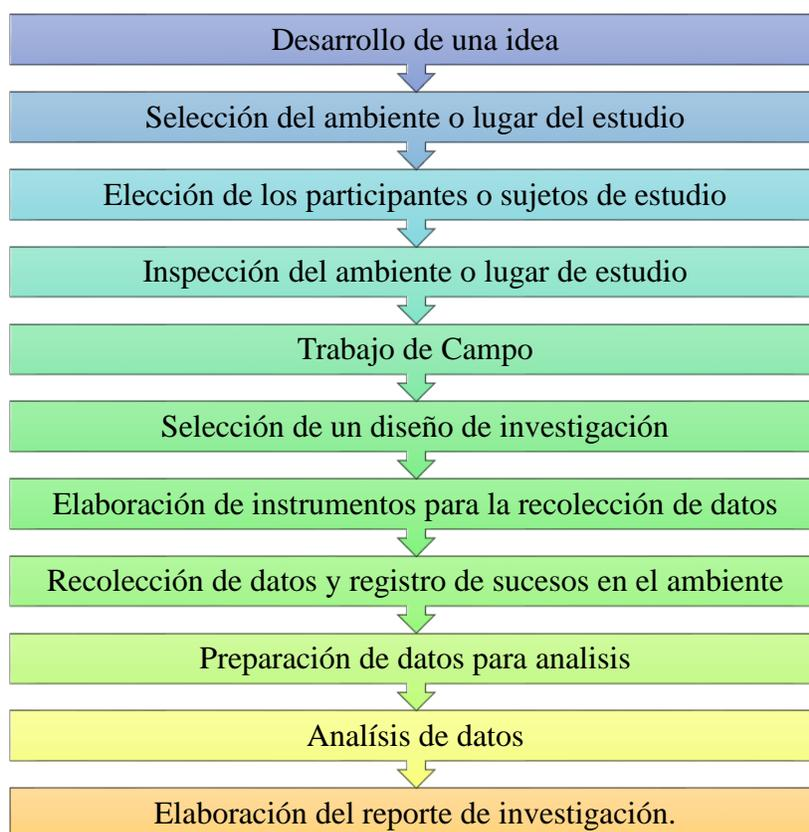 Desarrollo de una idea
Selección del ambiente o lugar del estudio
Elección de los participantes o sujetos de estudio
Inspección del ambiente o lugar de estudio
Trabajo de Campo
Selección de un diseño de investigación
Elaboración de instrumentos para la recolección de datos
Recolección de datos y registro de sucesos en el ambiente
Preparación de datos para analisis
Analísis de datos
Elaboración del reporte de investigación.